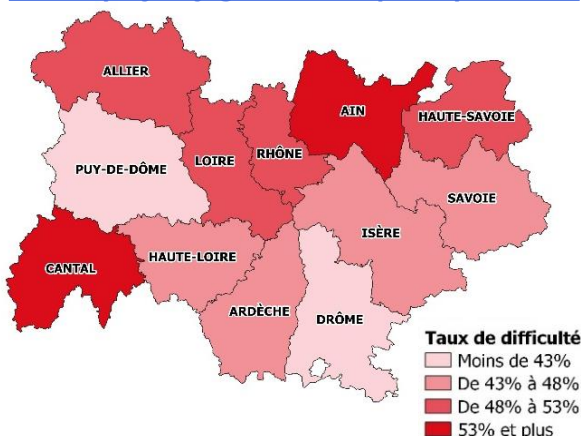 ALLIER
AIN
HAUTE-SAVOIE
PUY-DE-DÔME
LOIRE
RHÔNE
SAVOIE
ISÈRE
CANTAL
HAUTE-LOIRE
ARDÈCHE
DRÔME
Taux de difficulté
Moins de 43%
De 43% à 48%
De 48% à 53%
53% et plus